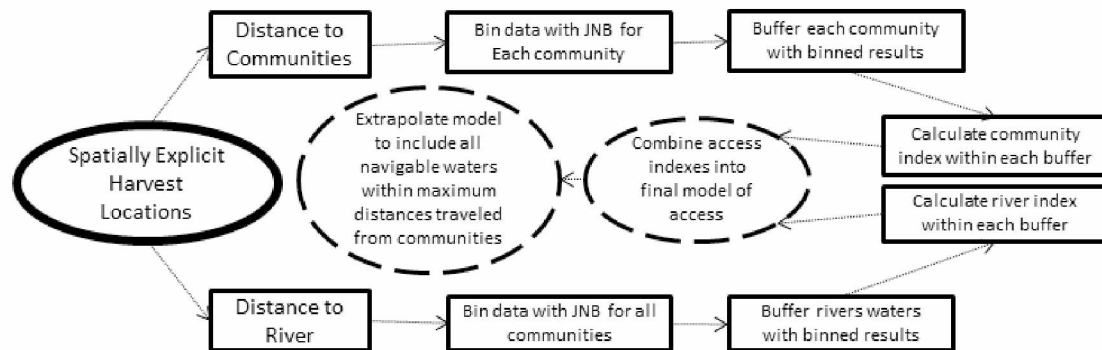 Distance to
Communities
Bin data with JNB for
Each community
Buffer each community
with binned results
Spatially Explicit
Harvest
Locations
Extrapolate model
to include all
navigable waters
within maximum
distances traveled
from communities
Combine access
indexes into
final model of
access
Calculate community
index within each buffer
Calculate river index
within each buffer
Distance to
River
Bin data with JNB for all
communities
Buffer rivers waters
with binned results